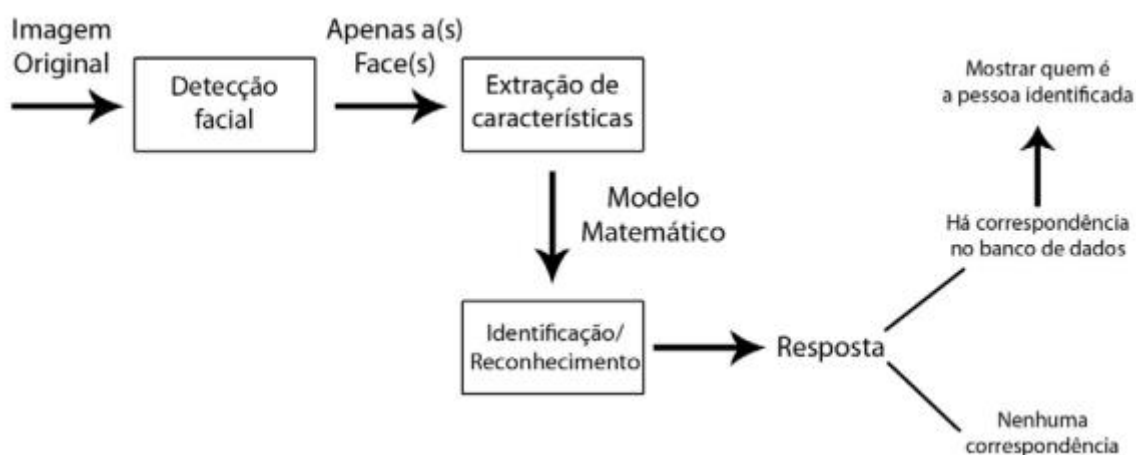 Imagem
Original
Detecção
facial
Apenas a(s)
Face(s)
Extração de
características
Modelo
Matemático
Identificação/
Reconhecimento
Resposta
Há correspondência
no banco de dados
Mostrar quem é
a pessoa identificada
Nenhuma
correspondência